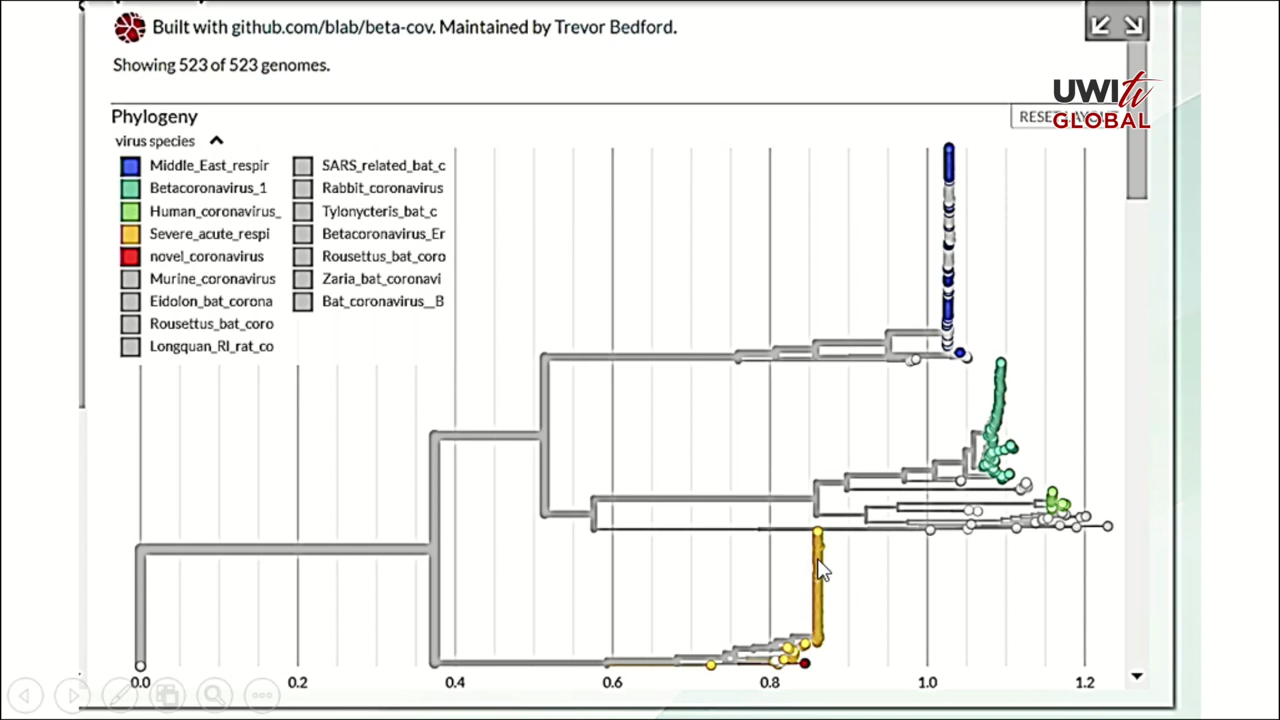 Built with github.com/blab/beta-cov. Maintained by Trevor Bedford.
Showing 523 of 523 genomes.
UWI tv
GLOBAL
Phylogeny
RESET
virus species
Middle_East_respir
Betacoronavirus_1
Human_coronavirus_
Severe_acute_respi
novel_coronavirus
Murine_coronavirus
Eidolon_bat_corona
Rousettus_bat_coro
Longquan_Rl_rat_co
SARS_related_bat_c
Rabbit_coronavirus
Tylonycteris_bat_c
Betacoronavirus_Er
Rousettus_bat_coro
Zaria_bat_coronavi
Bat_coronavirus__B
0.0 0.2 0.4 0.6 0.8 1.0 1.2